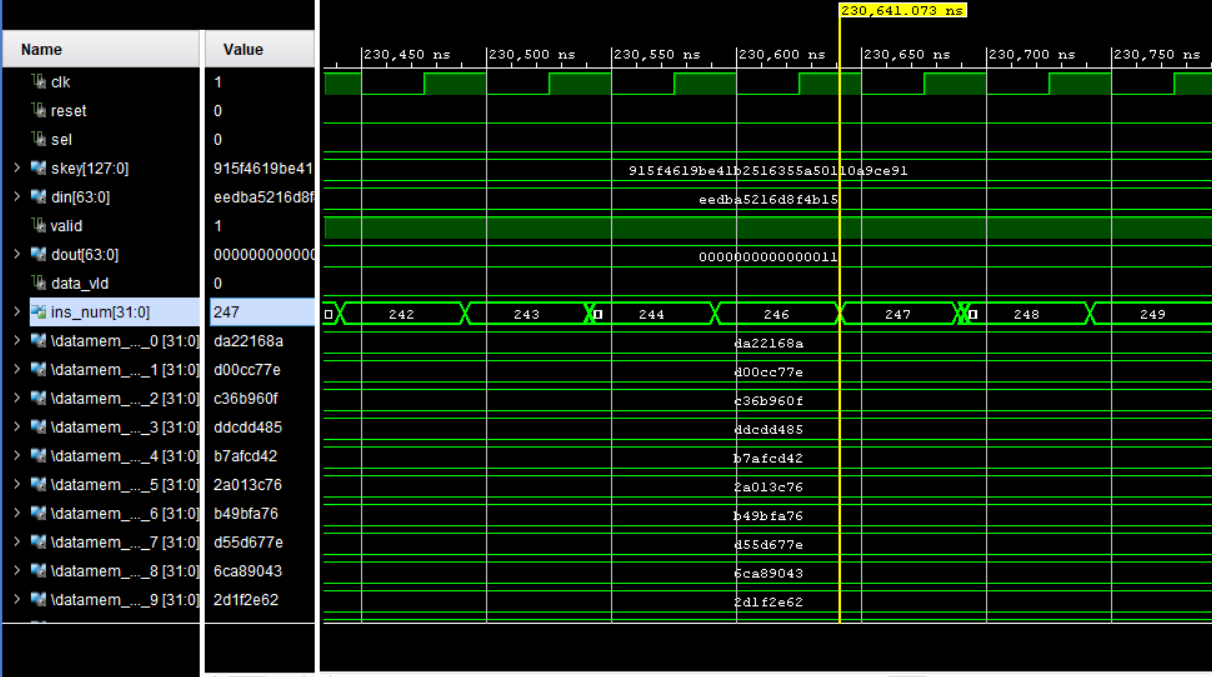 230,641.073 ns
Name Value
230,450 ns 230,500 ns 230,550 ns 230,600 ns 230,650 ns 230,700 ns 230,750 ns
clk 1
reset 0
sel 0
skey[127:0] 915f4619be41 915f4619be41b2516355a50110a9ce91
din[63:0] eedba5216d8f eedba5216d8f4b15
valid 1
dout[63:0] 000000000000 0000000000000011
data_vld 0
ins_num[31:0] 247 242 243 244 246 247 248 249
\datamem_..._0 [31:0] da22168a da22168a
\datamem_..._1 [31:0] d00cc77e d00cc77e
\datamem_..._2 [31:0] c36b960f c36b960f
\datamem_..._3 [31:0] ddcdd485 ddcdd485
\datamem_..._4 [31:0] b7afcd42 b7afcd42
\datamem_..._5 [31:0] 2a013c76 2a013c76
\datamem_..._6 [31:0] b49bfa76 b49bfa76
\datamem_..._7 [31:0] d55d677e d55d677e
\datamem_..._8 [31:0] 6ca89043 6ca89043
\datamem_..._9 [31:0] 2d1f2e62 2d1f2e62